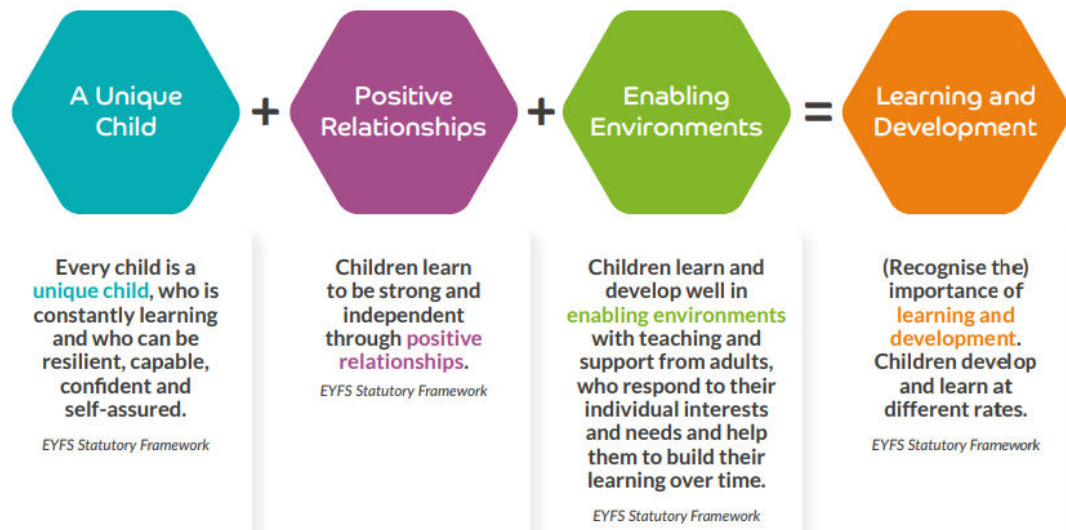 A Unique
Child
+
Positive
Relationships
+
Enabling
Environments
=
Learning and
Development
Every child is a
unique child, who is
constantly learning
and who can be
resilient, capable,
confident and
self-assured.
EYFS Statutory Framework
Children learn
to be strong and
independent
through positive
relationships.
EYFS Statutory Framework
Children learn and
develop well in
enabling environments
with teaching and
support from adults,
who respond to their
individual interests
and needs and help
them to build their
learning over time.
EYFS Statutory Framework
(Recognise the)
importance of
learning and
development.
Children develop
and learn at
different rates.
EYFS Statutory Framework